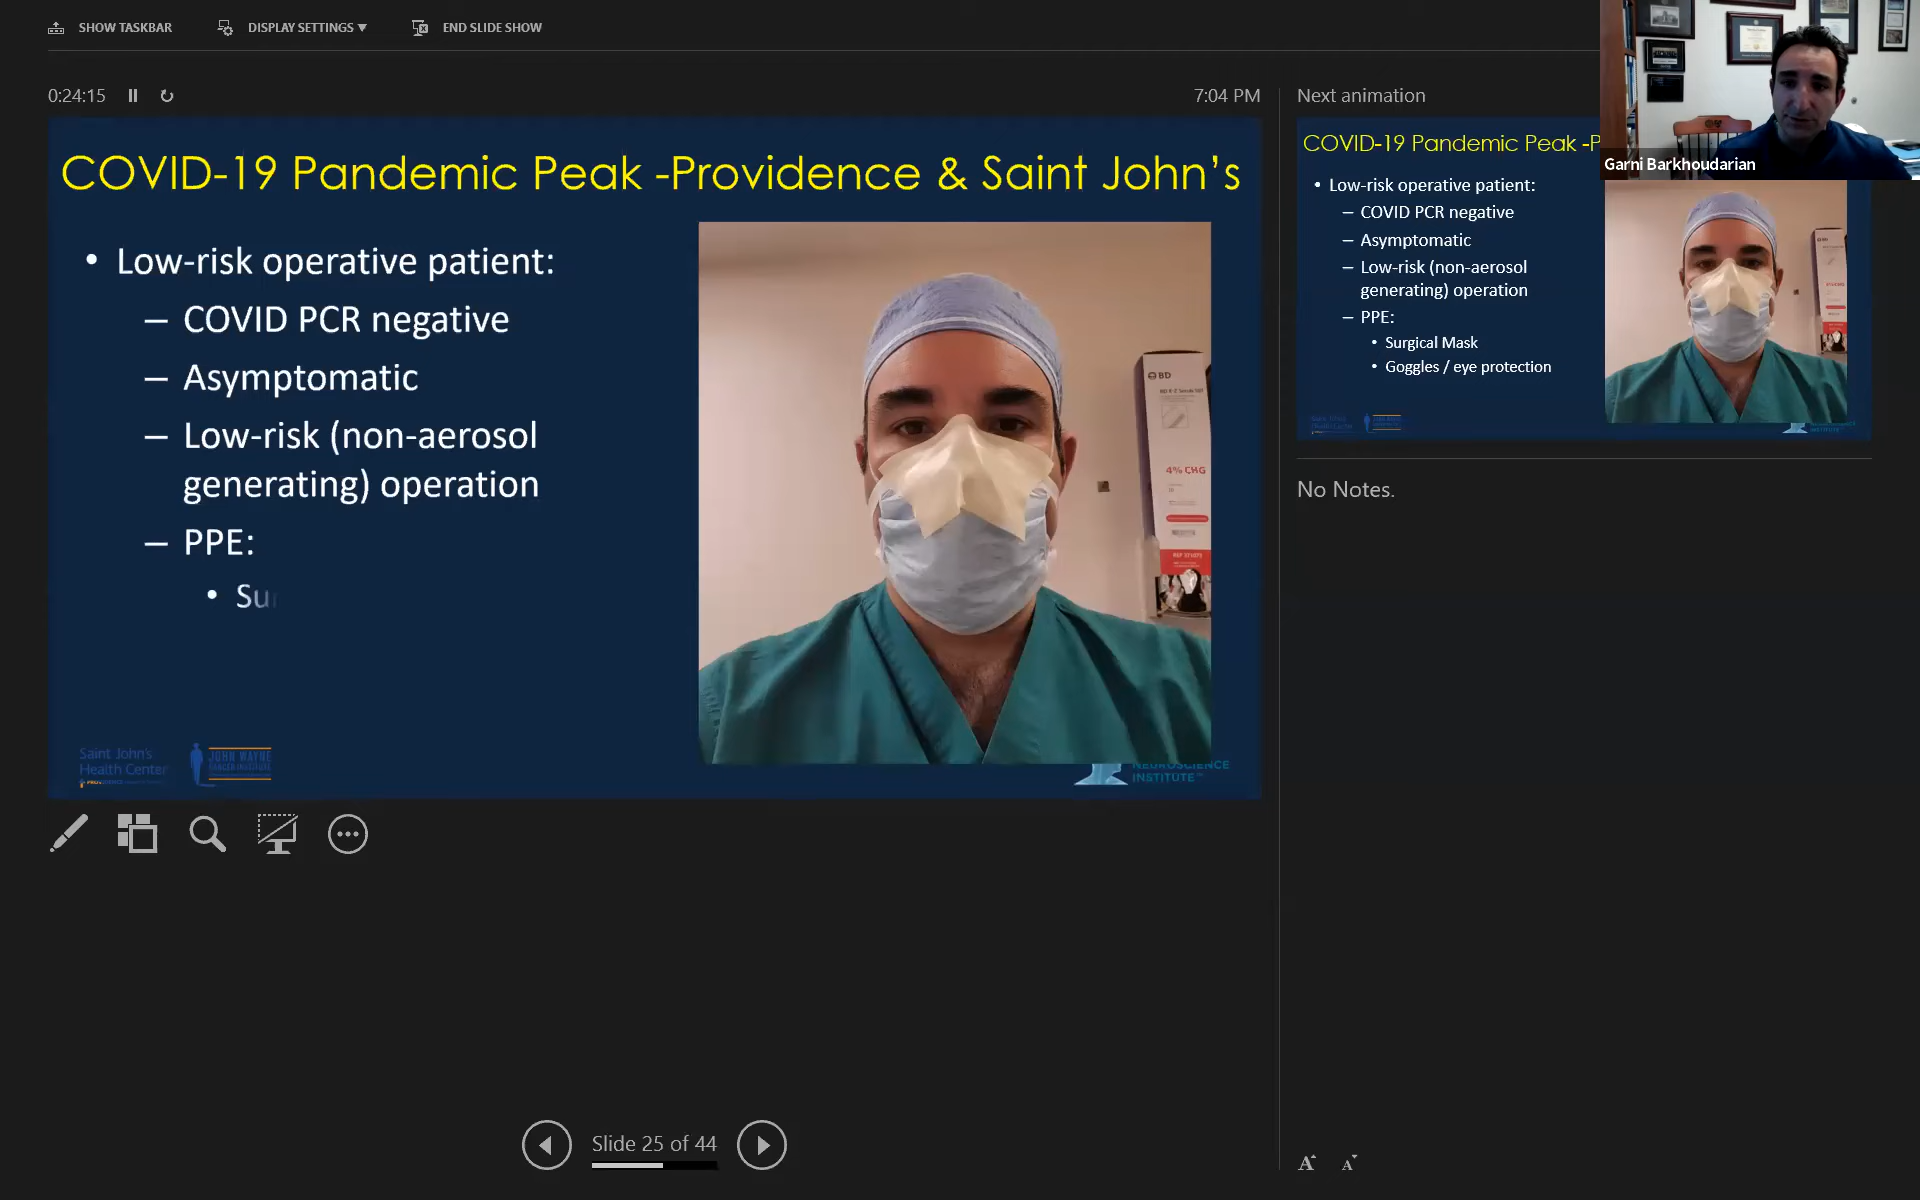 SHOW TASKBAR
DISPLAY SETTINGS
END SLIDE SHOW
0:24:15
7:04 PM
COVID-19 Pandemic Peak -Providence & Saint John's
• Low-risk operative patient:
– COVID PCR negative
– Asymptomatic
– Low-risk (non-aerosol
generating) operation
– PPE:
• Sur
BD
4% CHG
Saint John's
Health Center
JOHN WAYNE
CANCER INSTITUTE
NEUROSCIENCE
INSTITUTE
Slide 25 of 44
Next animation
COVID-19 Pandemic Peak -P
• Low-risk operative patient:
– COVID PCR negative
– Asymptomatic
– Low-risk (non-aerosol
generating) operation
– PPE:
• Surgical Mask
• Goggles / eye protection
Garni Barkhoudarian
No Notes.
A A